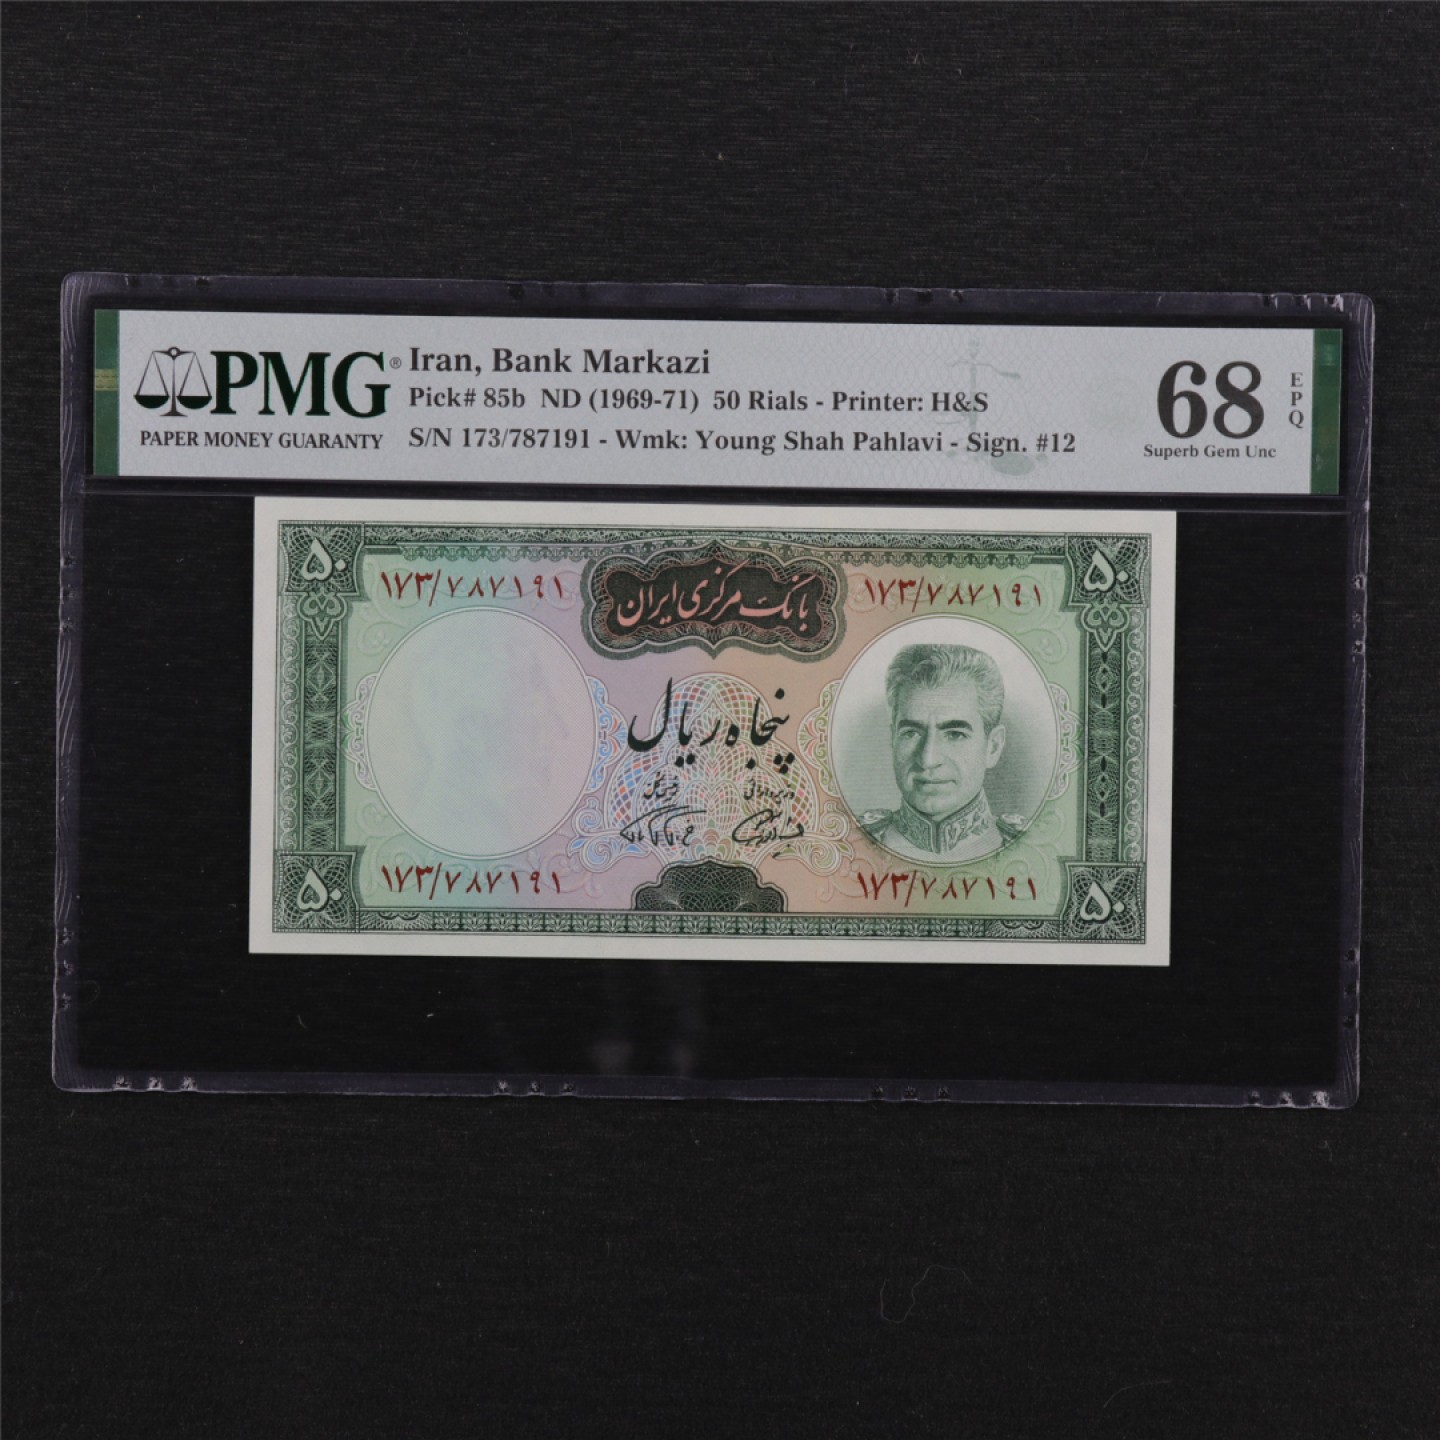 PMG®
PAPER MONEY GUARANTY
Iran, Bank Markazi
Pick# 85b ND (1969-71) 50 Rials - Printer: H&S
S/N 173/787191 - Wmk: Young Shah Pahlavi - Sign. #12
68
EPQ
Superb Gem Unc
۵۰
۱۷۳/۷۸۷۱۹۱
بانک مرکزی ایران
۱۷۳/۷۸۷۱۹۱
۵۰
پنجاه ریال
۵۰
۱۷۳/۷۸۷۱۹۱
۱۷۳/۷۸۷۱۹۱
۵۰